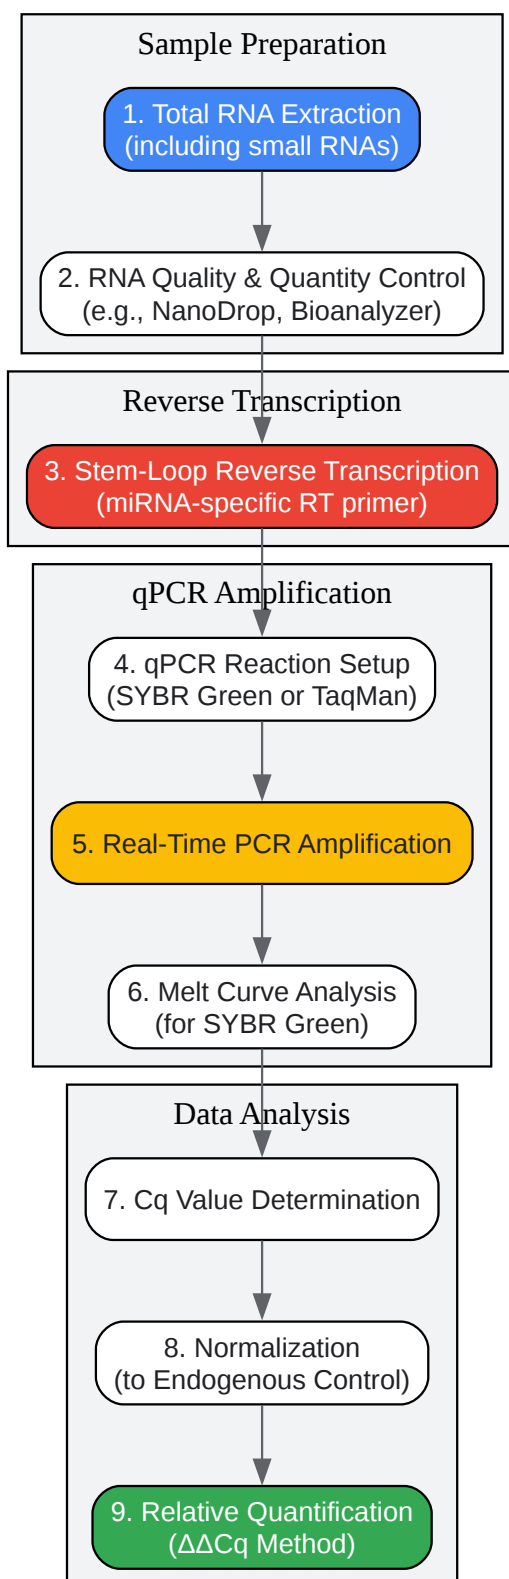 Sample Preparation
1. Total RNA Extraction
(including small RNAs)
2. RNA Quality & Quantity Control
(e.g., NanoDrop, Bioanalyzer)
Reverse Transcription
3. Stem-Loop Reverse Transcription
(miRNA-specific RT primer)
qPCR Amplification
4. qPCR Reaction Setup
(SYBR Green or TaqMan)
5. Real-Time PCR Amplification
6. Melt Curve Analysis
(for SYBR Green)
Data Analysis
7. Cq Value Determination
8. Normalization
(to Endogenous Control)
9. Relative Quantification
(ΔΔCq Method)